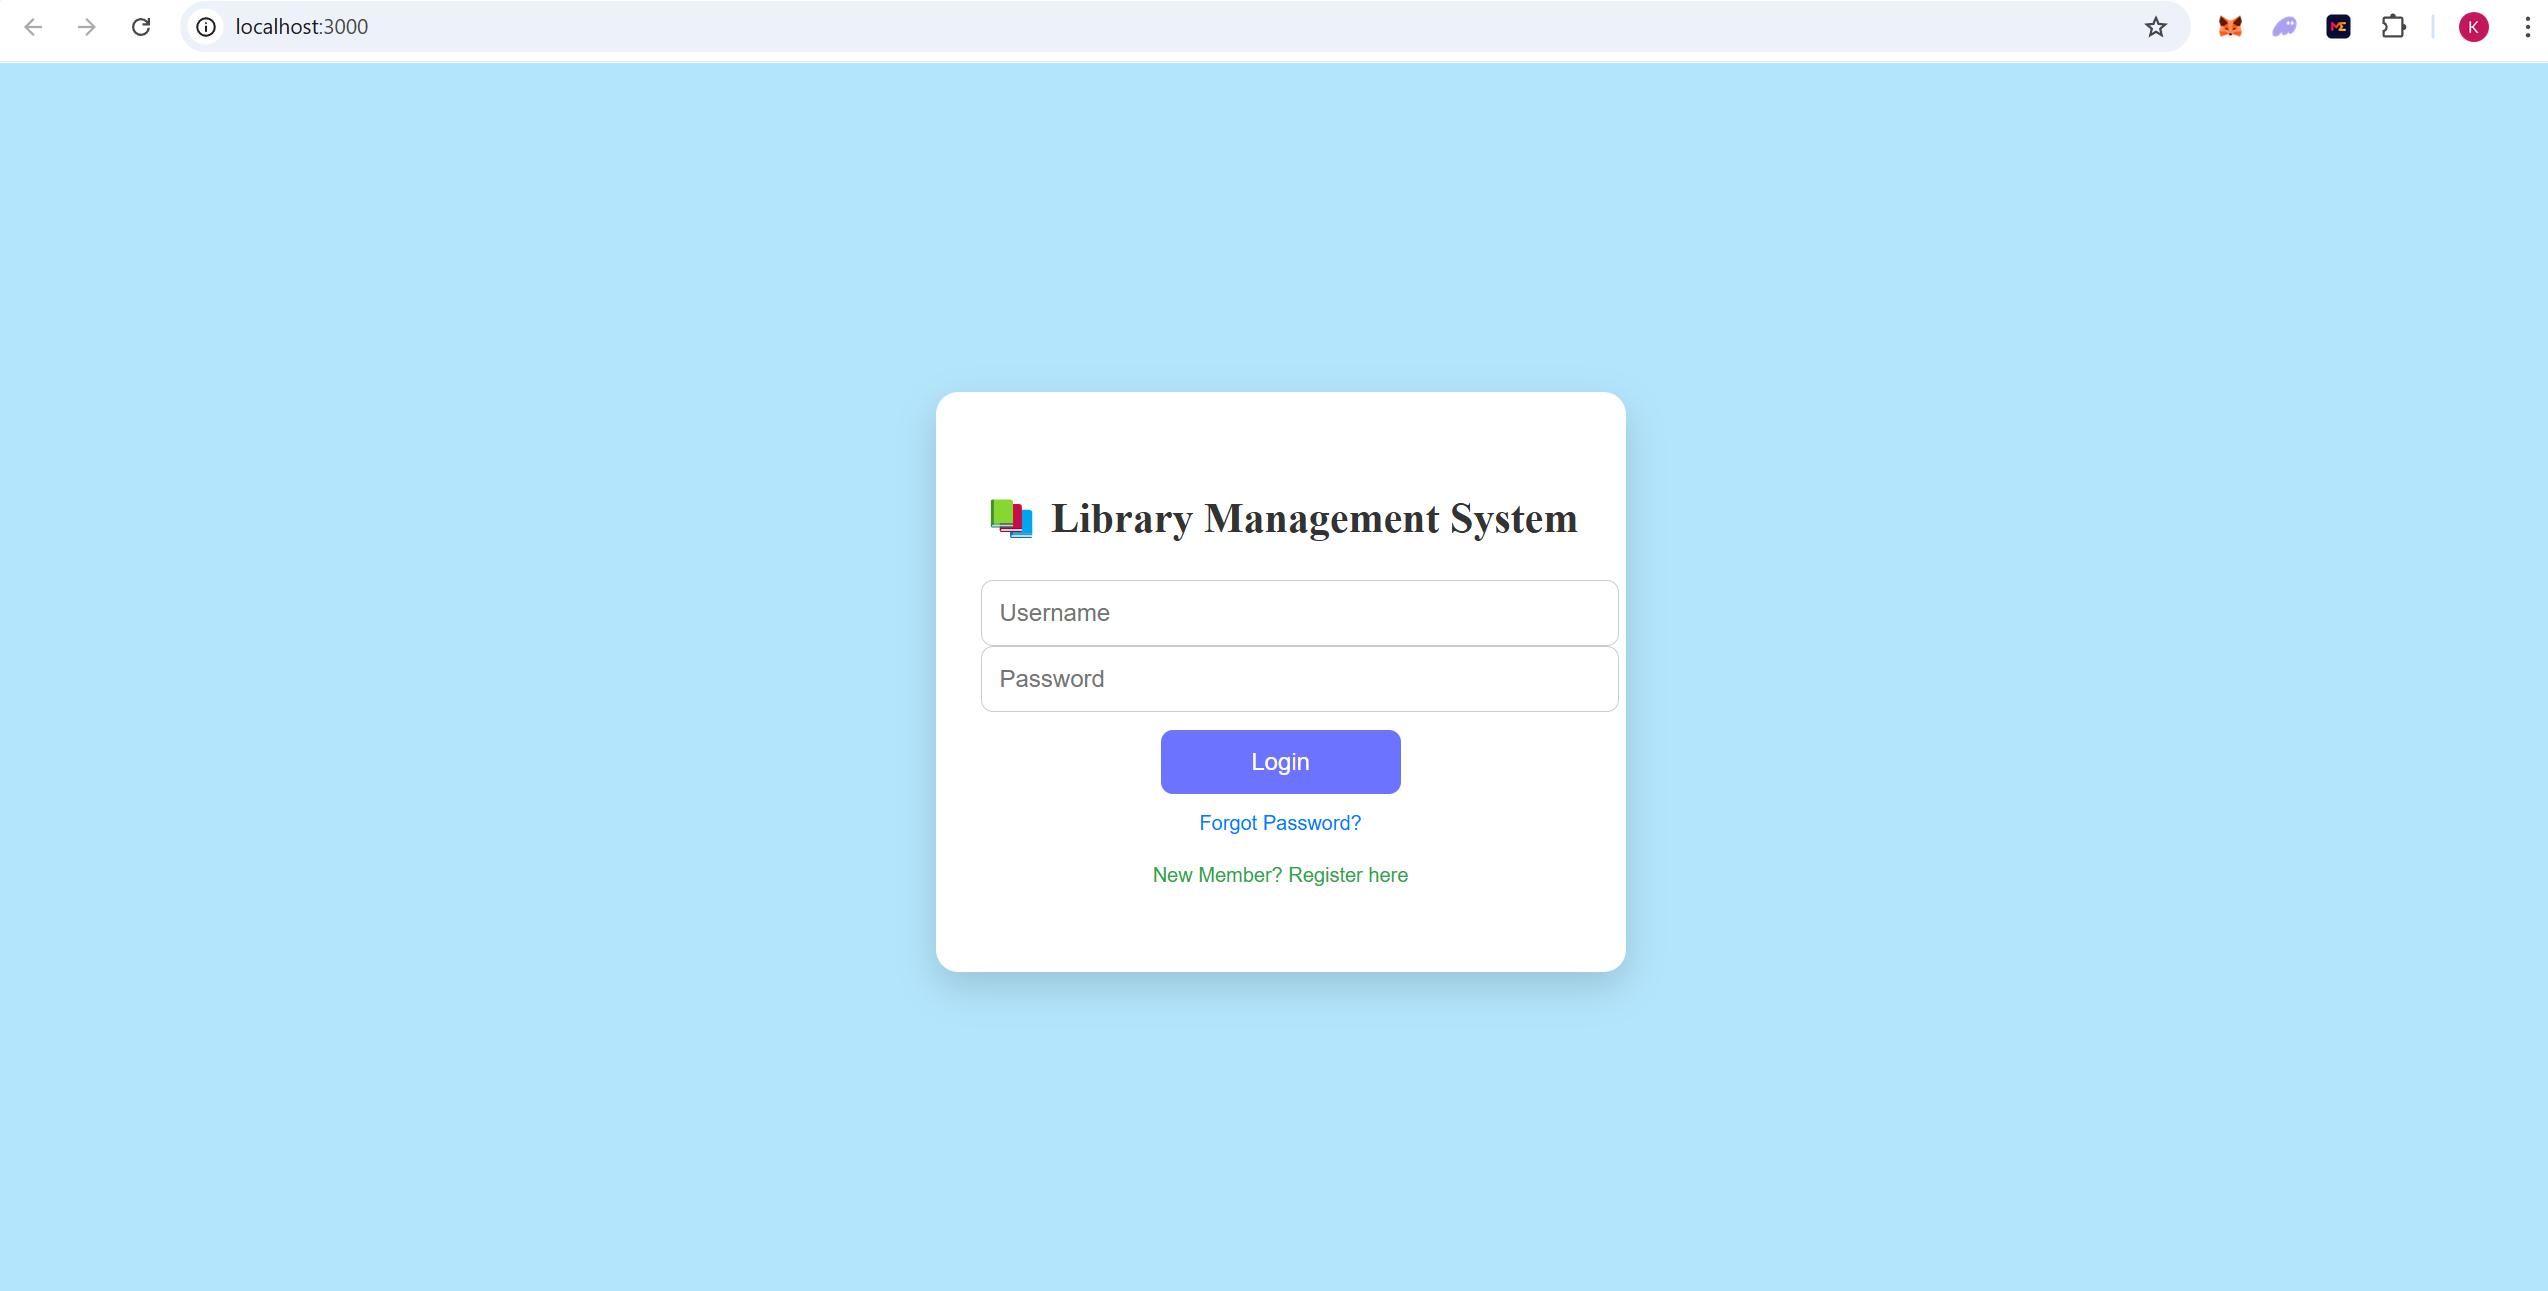 localhost:3000
K
Library Management System
Username
Password
Login
Forgot Password?
New Member? Register here